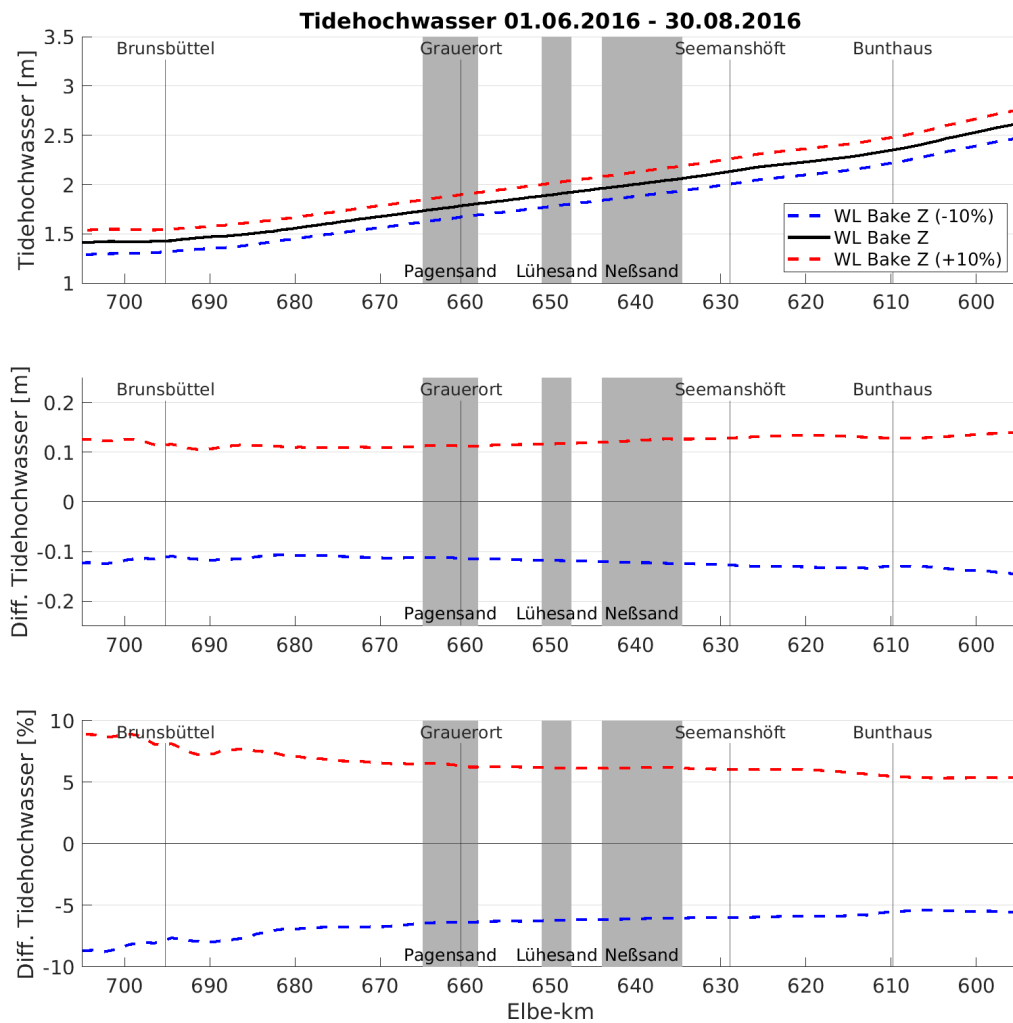 Tidehochwasser 01.06.2016 - 30.08.2016
Tidehochwasser [m]
3.5
3
2.5
2
1.5
1
Brunsbüttel Grauerort Seemanshöft Bunthaus
WL Bake Z (-10%)
WL Bake Z
WL Bake Z (+10%)
Pagensand Lühesand Neßsand
700 690 680 670 660 650 640 630 620 610 600
Diff. Tidehochwasser [m]
0.2
0.1
0
-0.1
-0.2
Brunsbüttel Grauerort Seemanshöft Bunthaus
Pagensand Lühesand Neßsand
700 690 680 670 660 650 640 630 620 610 600
Diff. Tidehochwasser [%]
10
5
0
-5
-10
Brunsbüttel Grauerort Seemanshöft Bunthaus
Pagensand Lühesand Neßsand
700 690 680 670 660 650 640 630 620 610 600
Elbe-km